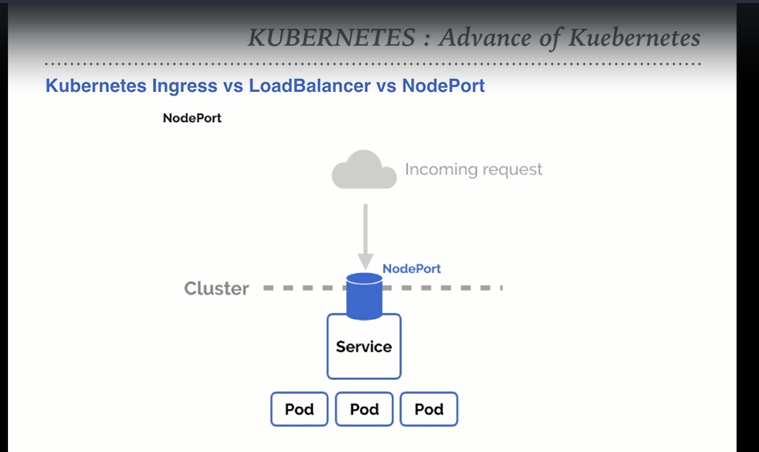 KUBERNETES : Advance of Kuebernetes
Kubernetes Ingress vs LoadBalancer vs NodePort
NodePort
Incoming request
NodePort
Cluster
Service
Pod Pod Pod